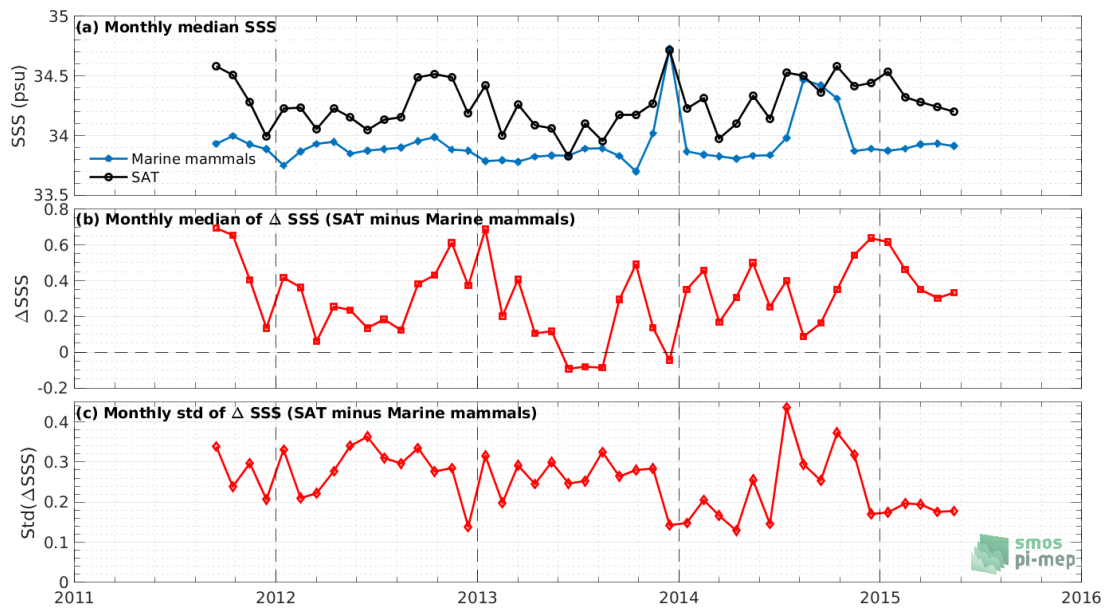 35
(a) Monthly median SSS
34.5
SSS (psu)
34
Marine mammals
SAT
33.5
0.8
(b) Monthly median of Δ SSS (SAT minus Marine mammals)
0.6
0.4
ΔSSS
0.2
0
-0.2
(c) Monthly std of Δ SSS (SAT minus Marine mammals)
0.4
0.3
Std(ΔSSS)
0.2
0.1
0
smos
pi-mep
2011 2012 2013 2014 2015 2016